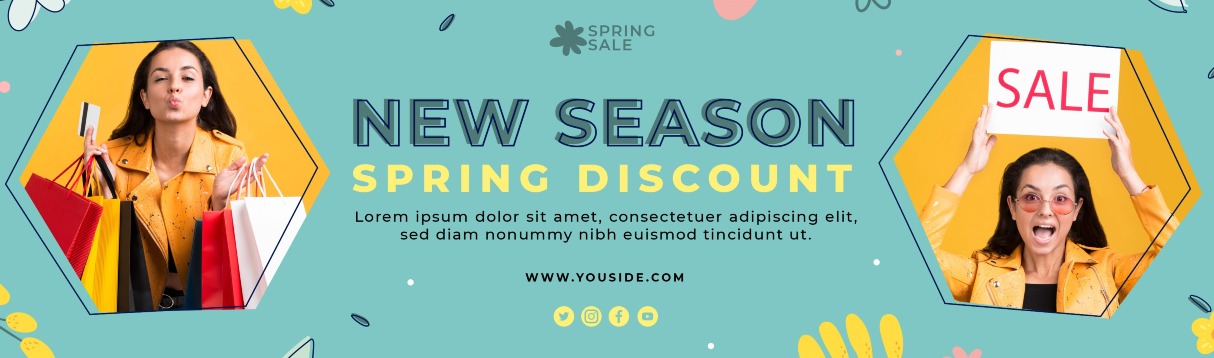 SPRING
SALE
NEW SEASON
SPRING DISCOUNT
Lorem ipsum dolor sit amet, consectetuer adipiscing elit,
sed diam nonummy nibh euismod tincidunt ut.
WWW.YOUSIDE.COM
SALE